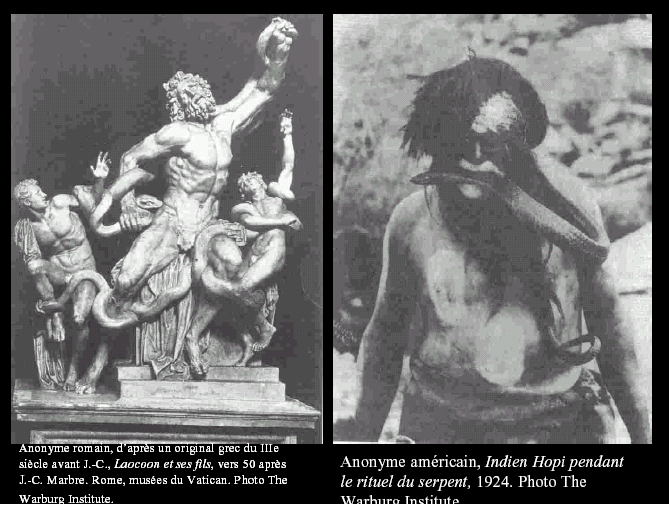 Anonyme romain, d'après un original grec du IIIe
siècle avant J.-C., Laocoon et ses fils, vers 50 après
J.-C. Marbre. Rome, musées du Vatican. Photo The
Warburg Institute.
Anonyme américain, Indien Hopi pendant
le rituel du serpent, 1924. Photo The
Warburg Institute